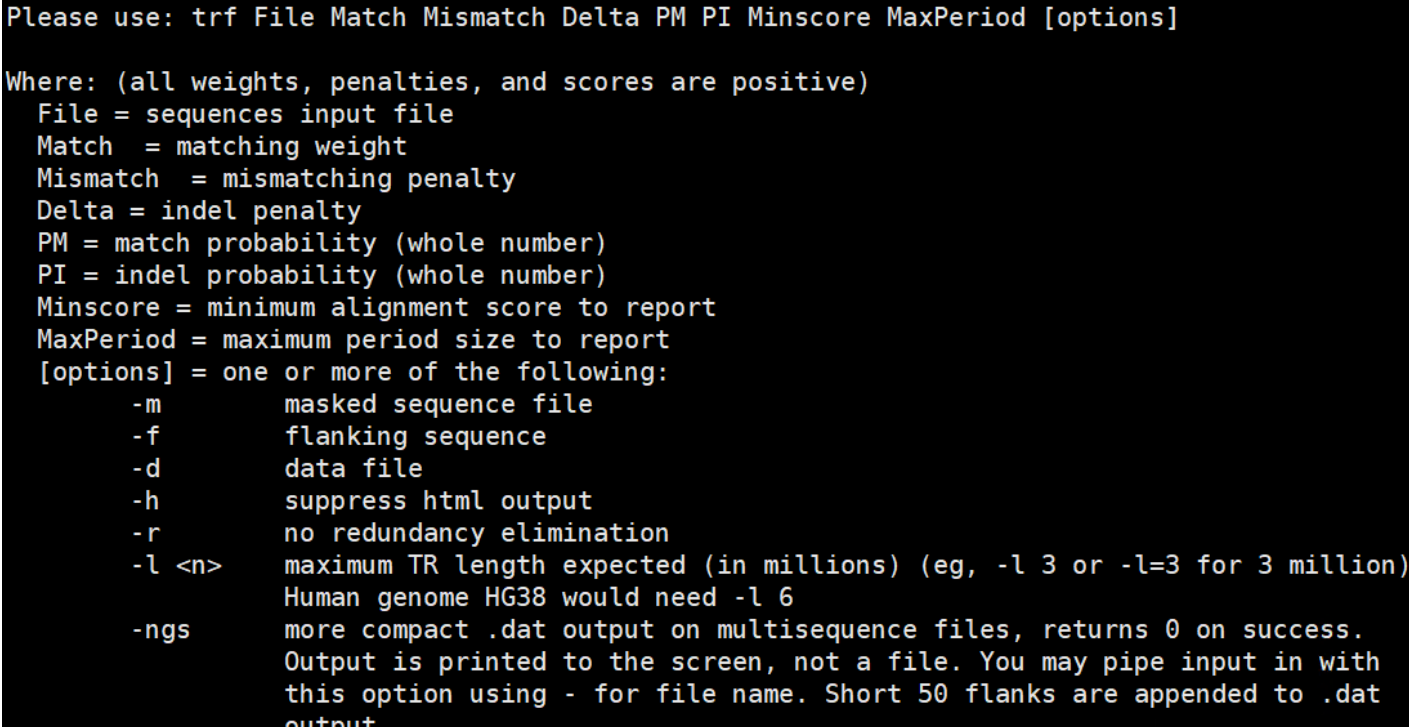 Please use: trf File Match Mismatch Delta PM PI Minscore MaxPeriod [options]
Where: (all weights, penalties, and scores are positive)
File = sequences input file
Match  = matching weight
Mismatch  = mismatching penalty
Delta = indel penalty
PM = match probability (whole number)
PI = indel probability (whole number)
Minscore = minimum alignment score to report
MaxPeriod = maximum period size to report
[options] = one or more of the following:
-m        masked sequence file
-f        flanking sequence
-d        data file
-h        suppress html output
-r        no redundancy elimination
-l <n>    maximum TR length expected (in millions) (eg, -l 3 or -l=3 for 3 million)
Human genome HG38 would need -l 6
-ngs      more compact .dat output on multisequence files, returns 0 on success.
Output is printed to the screen, not a file. You may pipe input in with
this option using - for file name. Short 50 flanks are appended to .dat
output